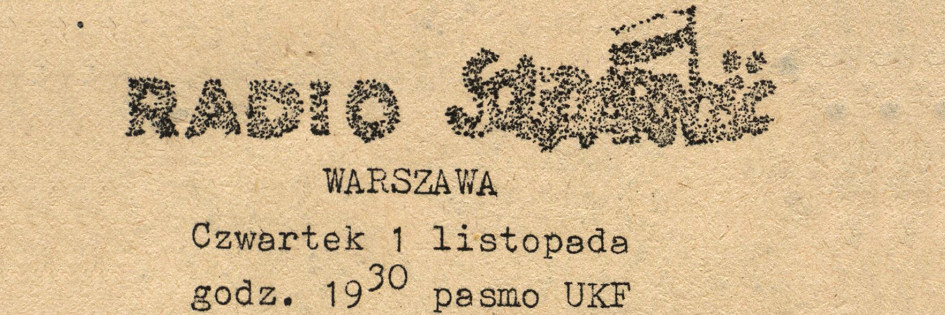 RADIO Solidarność
WARSZAWA
Czwartek 1 listopada
godz. 19³⁰ pasmo UKF